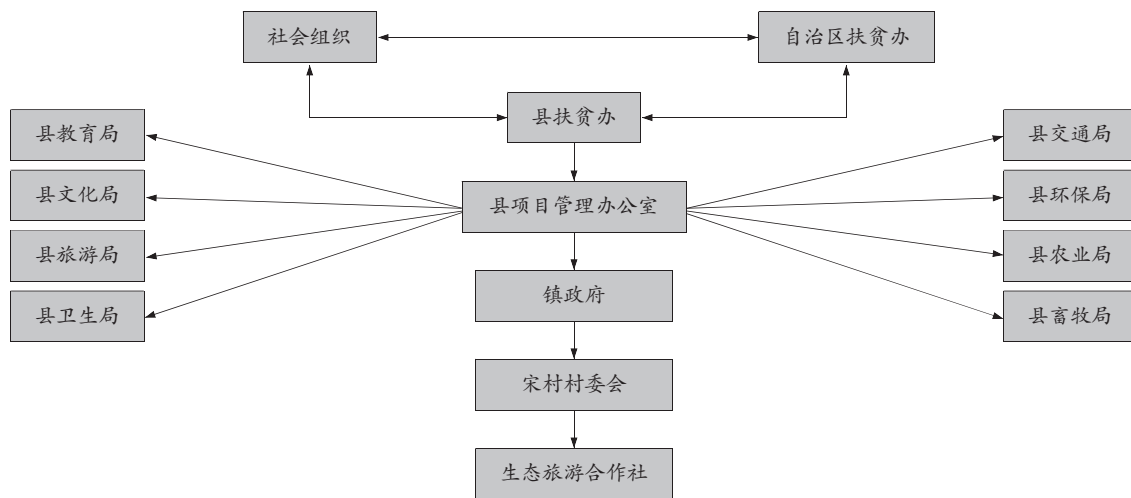 社会组织
自治区扶贫办
县扶贫办
县教育局
县文化局
县旅游局
县卫生局
县项目管理办公室
县交通局
县环保局
县农业局
县畜牧局
镇政府
宋村村委会
生态旅游合作社